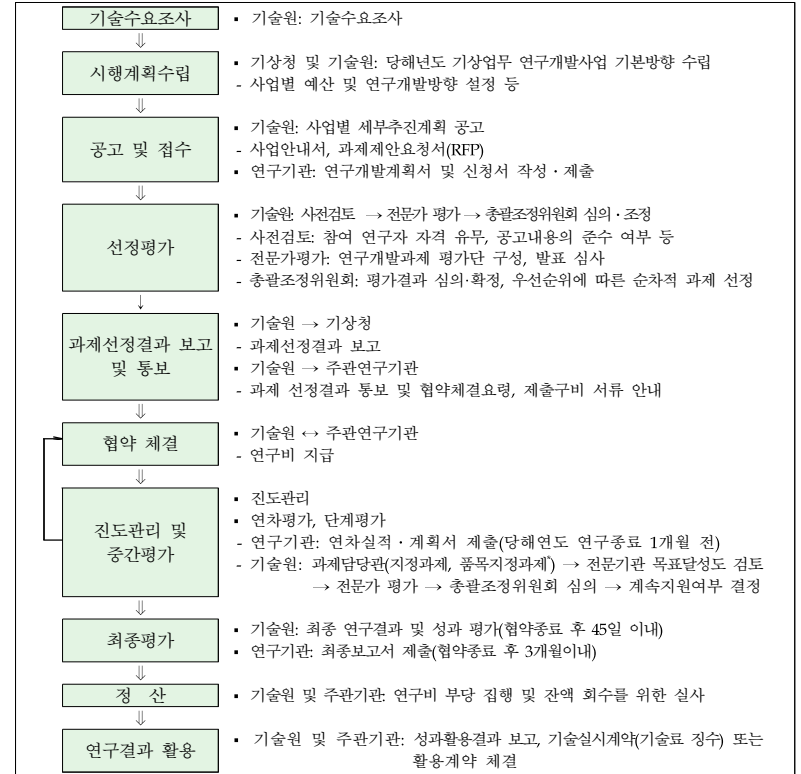 기술수요조사
▪ 기술원: 기술수요조사
⇓
시행계획수립
▪ 기상청 및 기술원: 당해년도 기상업무 연구개발사업 기본방향 수립
- 사업별 예산 및 연구개발방향 설정 등
⇓
공고 및 접수
▪ 기술원: 사업별 세부추진계획 공고
- 사업안내서, 과제제안요청서(RFP)
▪ 연구기관: 연구개발계획서 및 신청서 작성・제출
⇓
선정평가
▪ 기술원: 사전검토 → 전문가 평가 → 총괄조정위원회 심의・조정
- 사전검토: 참여 연구자 자격 유무, 공고내용의 준수 여부 등
- 전문가평가: 연구개발과제 평가단 구성, 발표 심사
- 총괄조정위원회: 평가결과 심의·확정, 우선순위에 따른 순차적 과제 선정
↓
과제선정결과 보고
및 통보
▪ 기술원 → 기상청
- 과제선정결과 보고
▪ 기술원 → 주관연구기관
- 과제 선정결과 통보 및 협약체결요령, 제출구비 서류 안내
⇓
협약 체결
▪ 기술원 ↔ 주관연구기관
- 연구비 지급
⇓
진도관리 및
중간평가
▪ 진도관리
▪ 연차평가, 단계평가
- 연구기관: 연차실적・계획서 제출(당해연도 연구종료 1개월 전)
- 기술원: 과제담당관(지정과제, 품목지정과제*) → 전문기관 목표달성도 검토
→ 전문가 평가 → 총괄조정위원회 심의 → 계속지원여부 결정
⇓
최종평가
▪ 기술원: 최종 연구결과 및 성과 평가(협약종료 후 45일 이내)
▪ 연구기관: 최종보고서 제출(협약종료 후 3개월이내)
⇓
정 산
▪ 기술원 및 주관기관: 연구비 부당 집행 및 잔액 회수를 위한 실사
⇓
연구결과 활용
▪ 기술원 및 주관기관: 성과활용결과 보고, 기술실시계약(기술료 징수) 또는
활용계약 체결